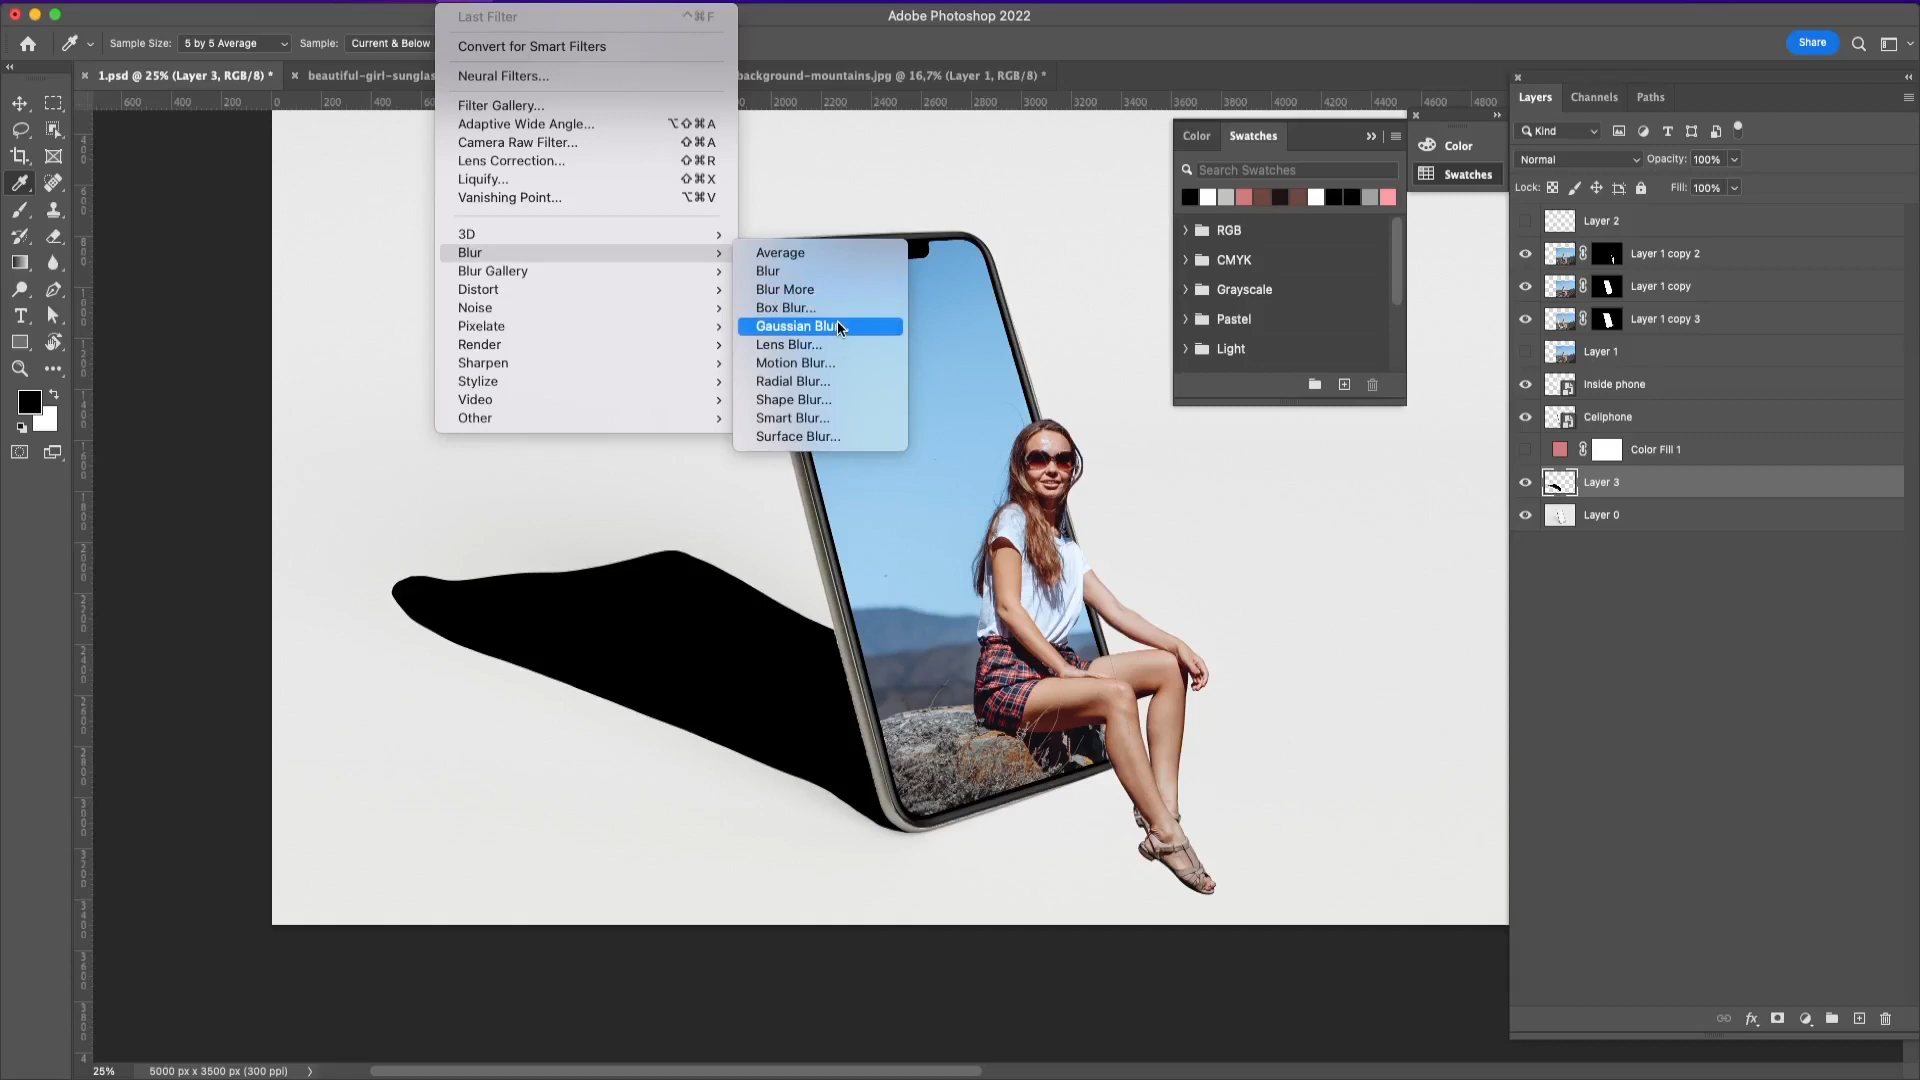 Adobe Photoshop 2022
Sample Size: 5 by 5 Average
Sample: Current & Below
Share
× 1.psd @ 25% (Layer 3, RGB/8) *
× beautiful-girl-sunglas
background-mountains.jpg @ 16,7% (Layer 1, RGB/8) *
600 400 200 0 200 400 2000 2200 2400 2600 2800 3000 3200 3400 3600 3800 4000 4200 4400 4600 4800
Last Filter ^⌘F
Convert for Smart Filters
Neural Filters...
Filter Gallery...
Adaptive Wide Angle... ⌥⇧⌘A
Camera Raw Filter... ⇧⌘A
Lens Correction... ⇧⌘R
Liquify... ⇧⌘X
Vanishing Point... ⌥⌘V
3D
Blur
Blur Gallery
Distort
Noise
Pixelate
Render
Sharpen
Stylize
Video
Other
Average
Blur
Blur More
Box Blur...
Gaussian Blur
Lens Blur...
Motion Blur...
Radial Blur...
Shape Blur...
Smart Blur...
Surface Blur...
Color Swatches
Search Swatches
RGB
CMYK
Grayscale
Pastel
Light
Color
Swatches
Layers Channels Paths
Kind
Normal Opacity: 100%
Lock: Fill: 100%
Layer 2
Layer 1 copy 2
Layer 1 copy
Layer 1 copy 3
Layer 1
Inside phone
Cellphone
Color Fill 1
Layer 3
Layer 0
fx
25% 5000 px x 3500 px (300 ppi)